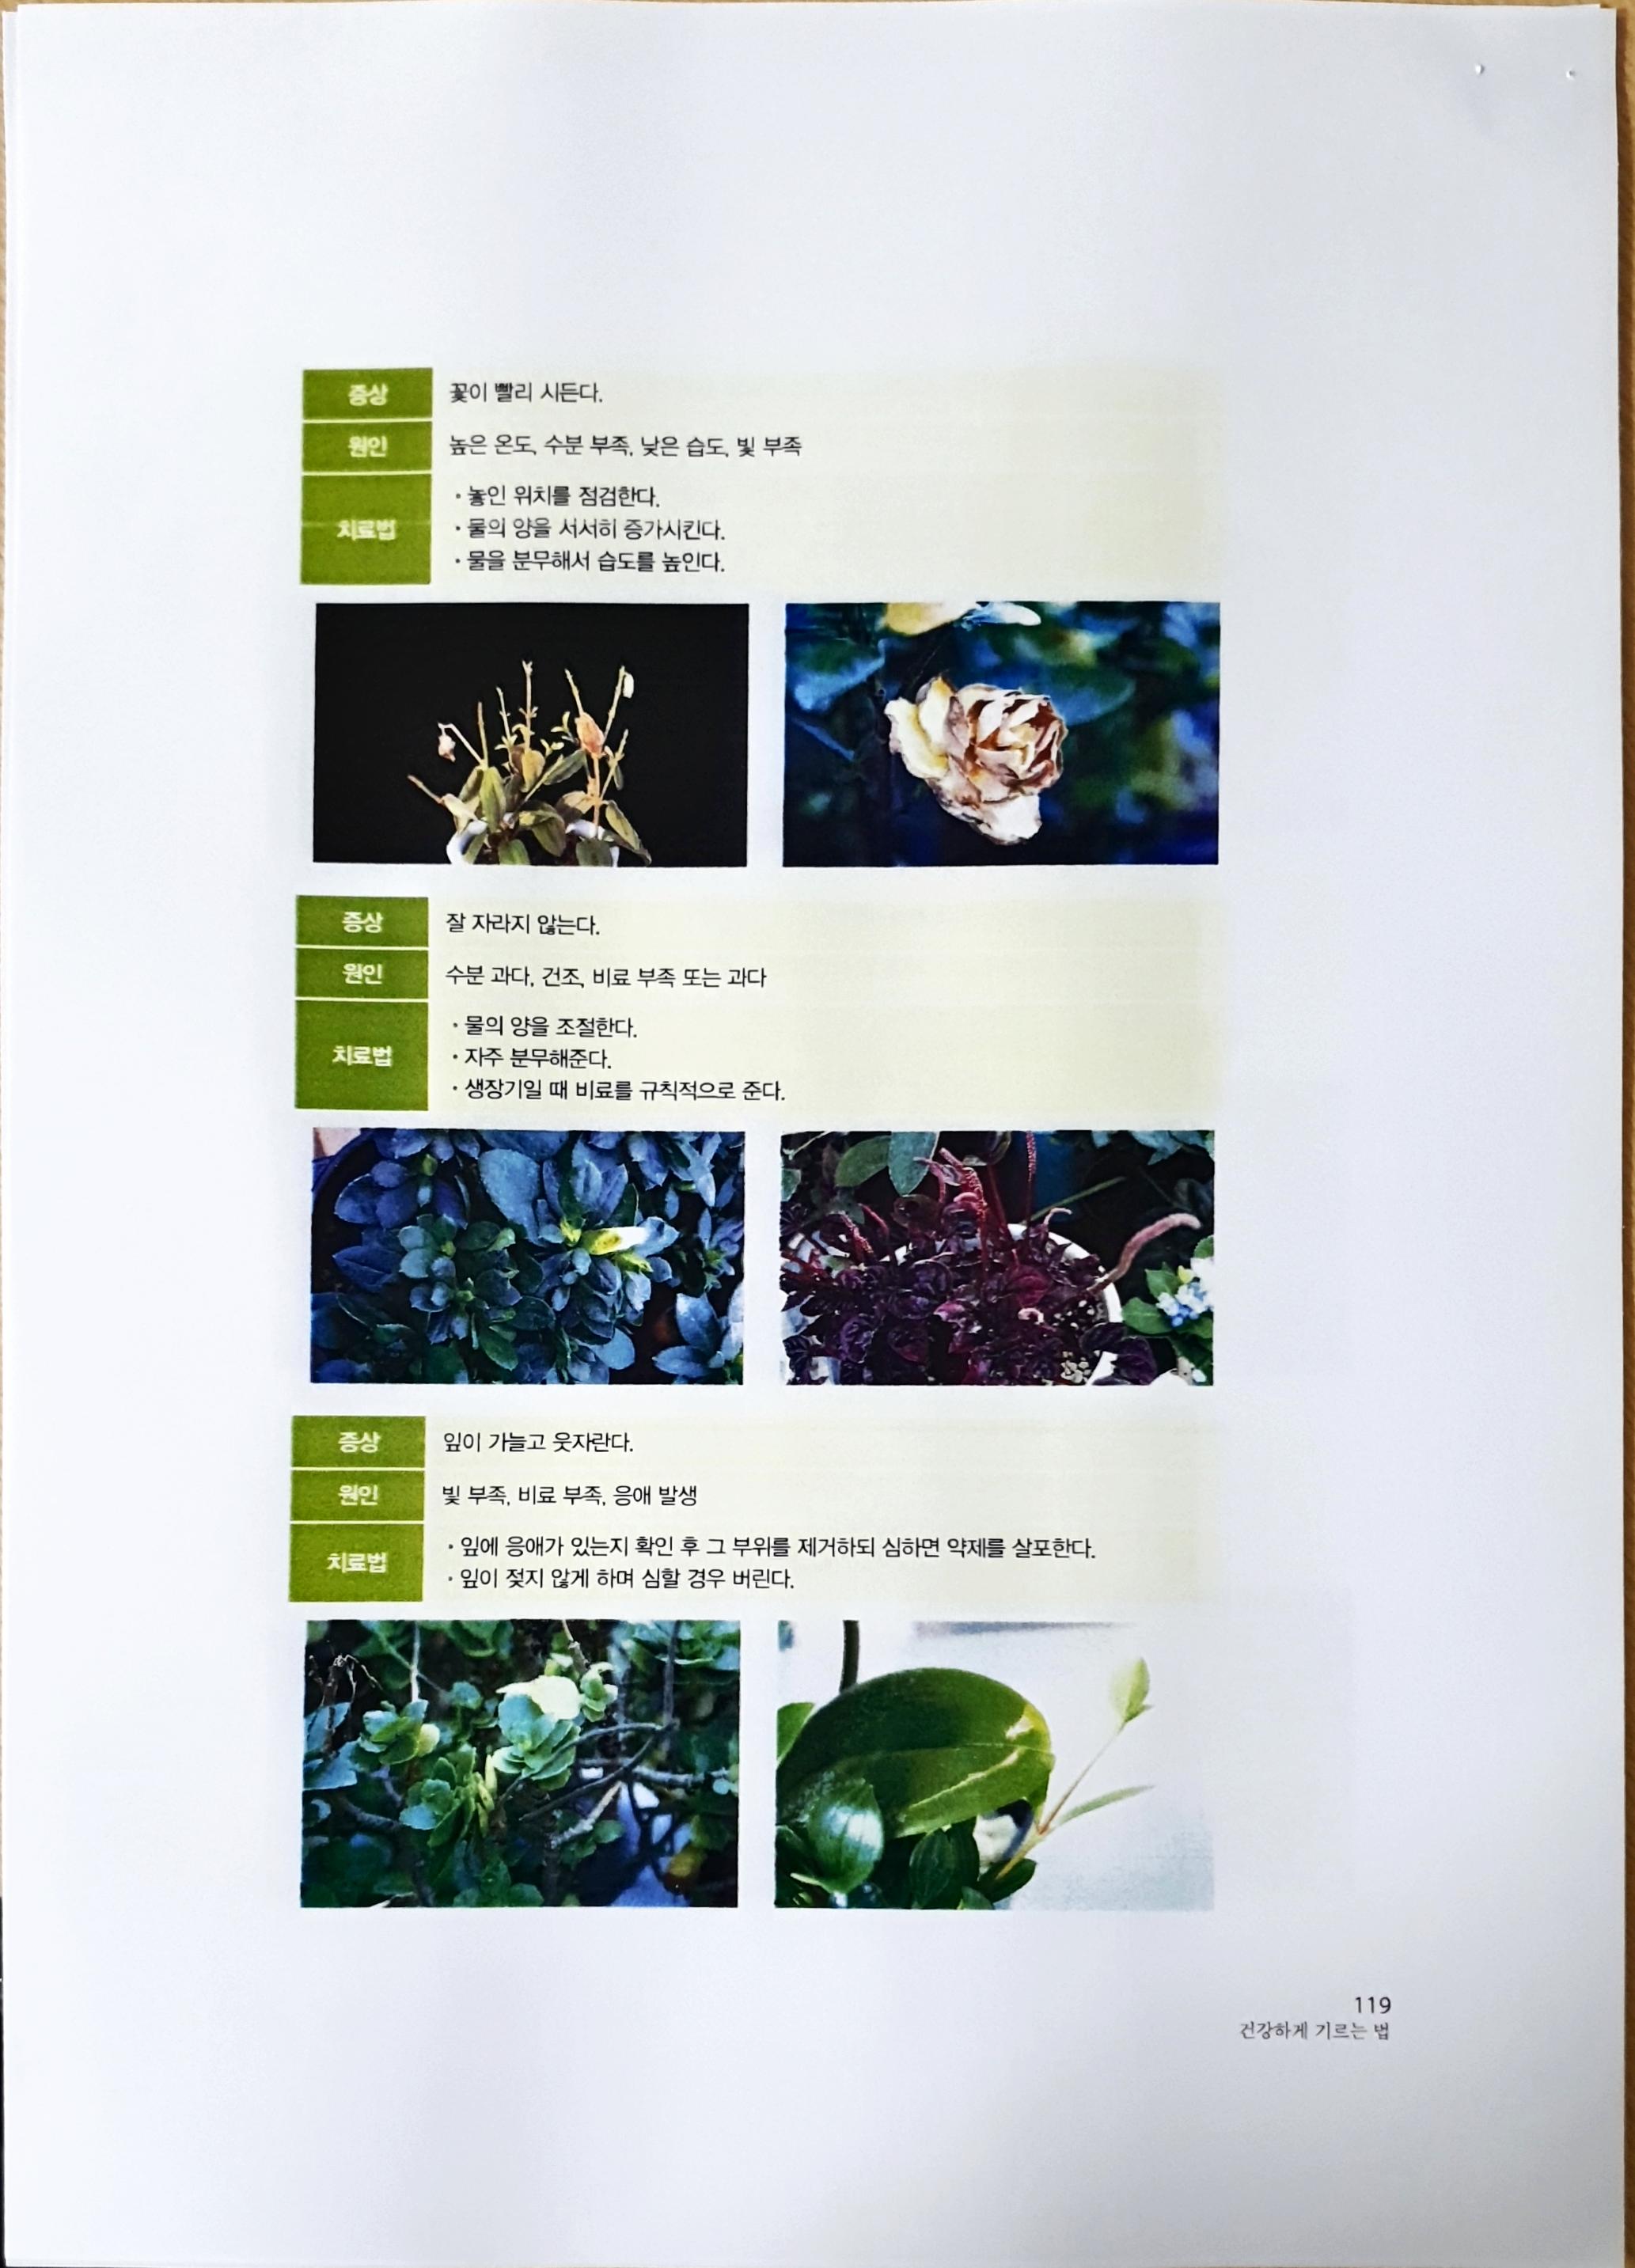 증상 꽃이 빨리 시든다.
원인 높은 온도, 수분 부족, 낮은 습도, 빛 부족
치료법
· 놓인 위치를 점검한다.
· 물의 양을 서서히 증가시킨다.
· 물을 분무해서 습도를 높인다.
증상 잘 자라지 않는다.
원인 수분 과다, 건조, 비료 부족 또는 과다
치료법
· 물의 양을 조절한다.
· 자주 분무해준다.
· 생장기일 때 비료를 규칙적으로 준다.
증상 잎이 가늘고 웃자란다.
원인 빛 부족, 비료 부족, 응애 발생
치료법
· 잎에 응애가 있는지 확인 후 그 부위를 제거하되 심하면 약제를 살포한다.
· 잎이 젖지 않게 하며 심할 경우 버린다.
119
건강하게 기르는 법